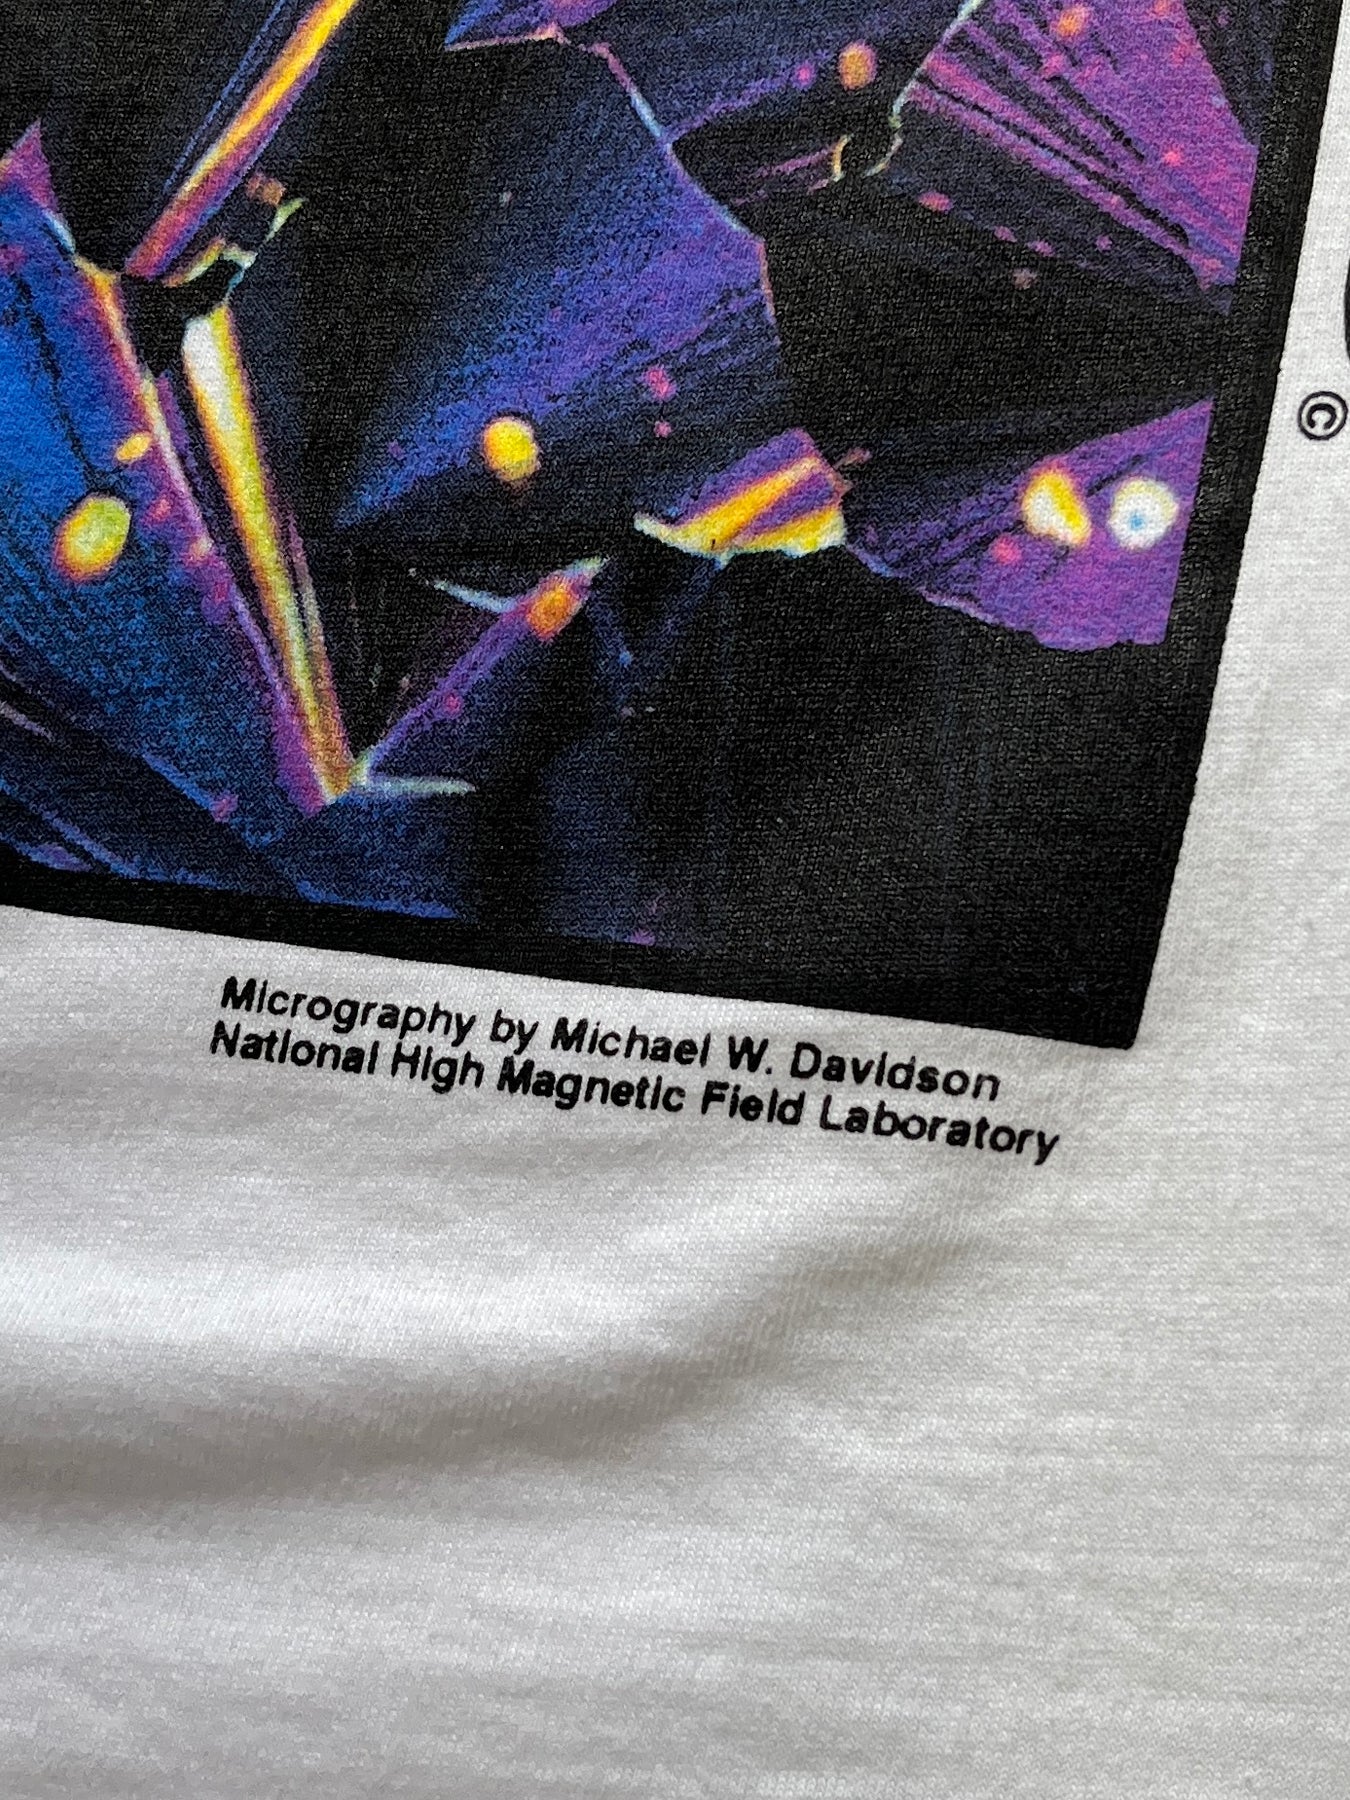 ©
Micrography by Michael W. Davidson
National High Magnetic Field Laboratory